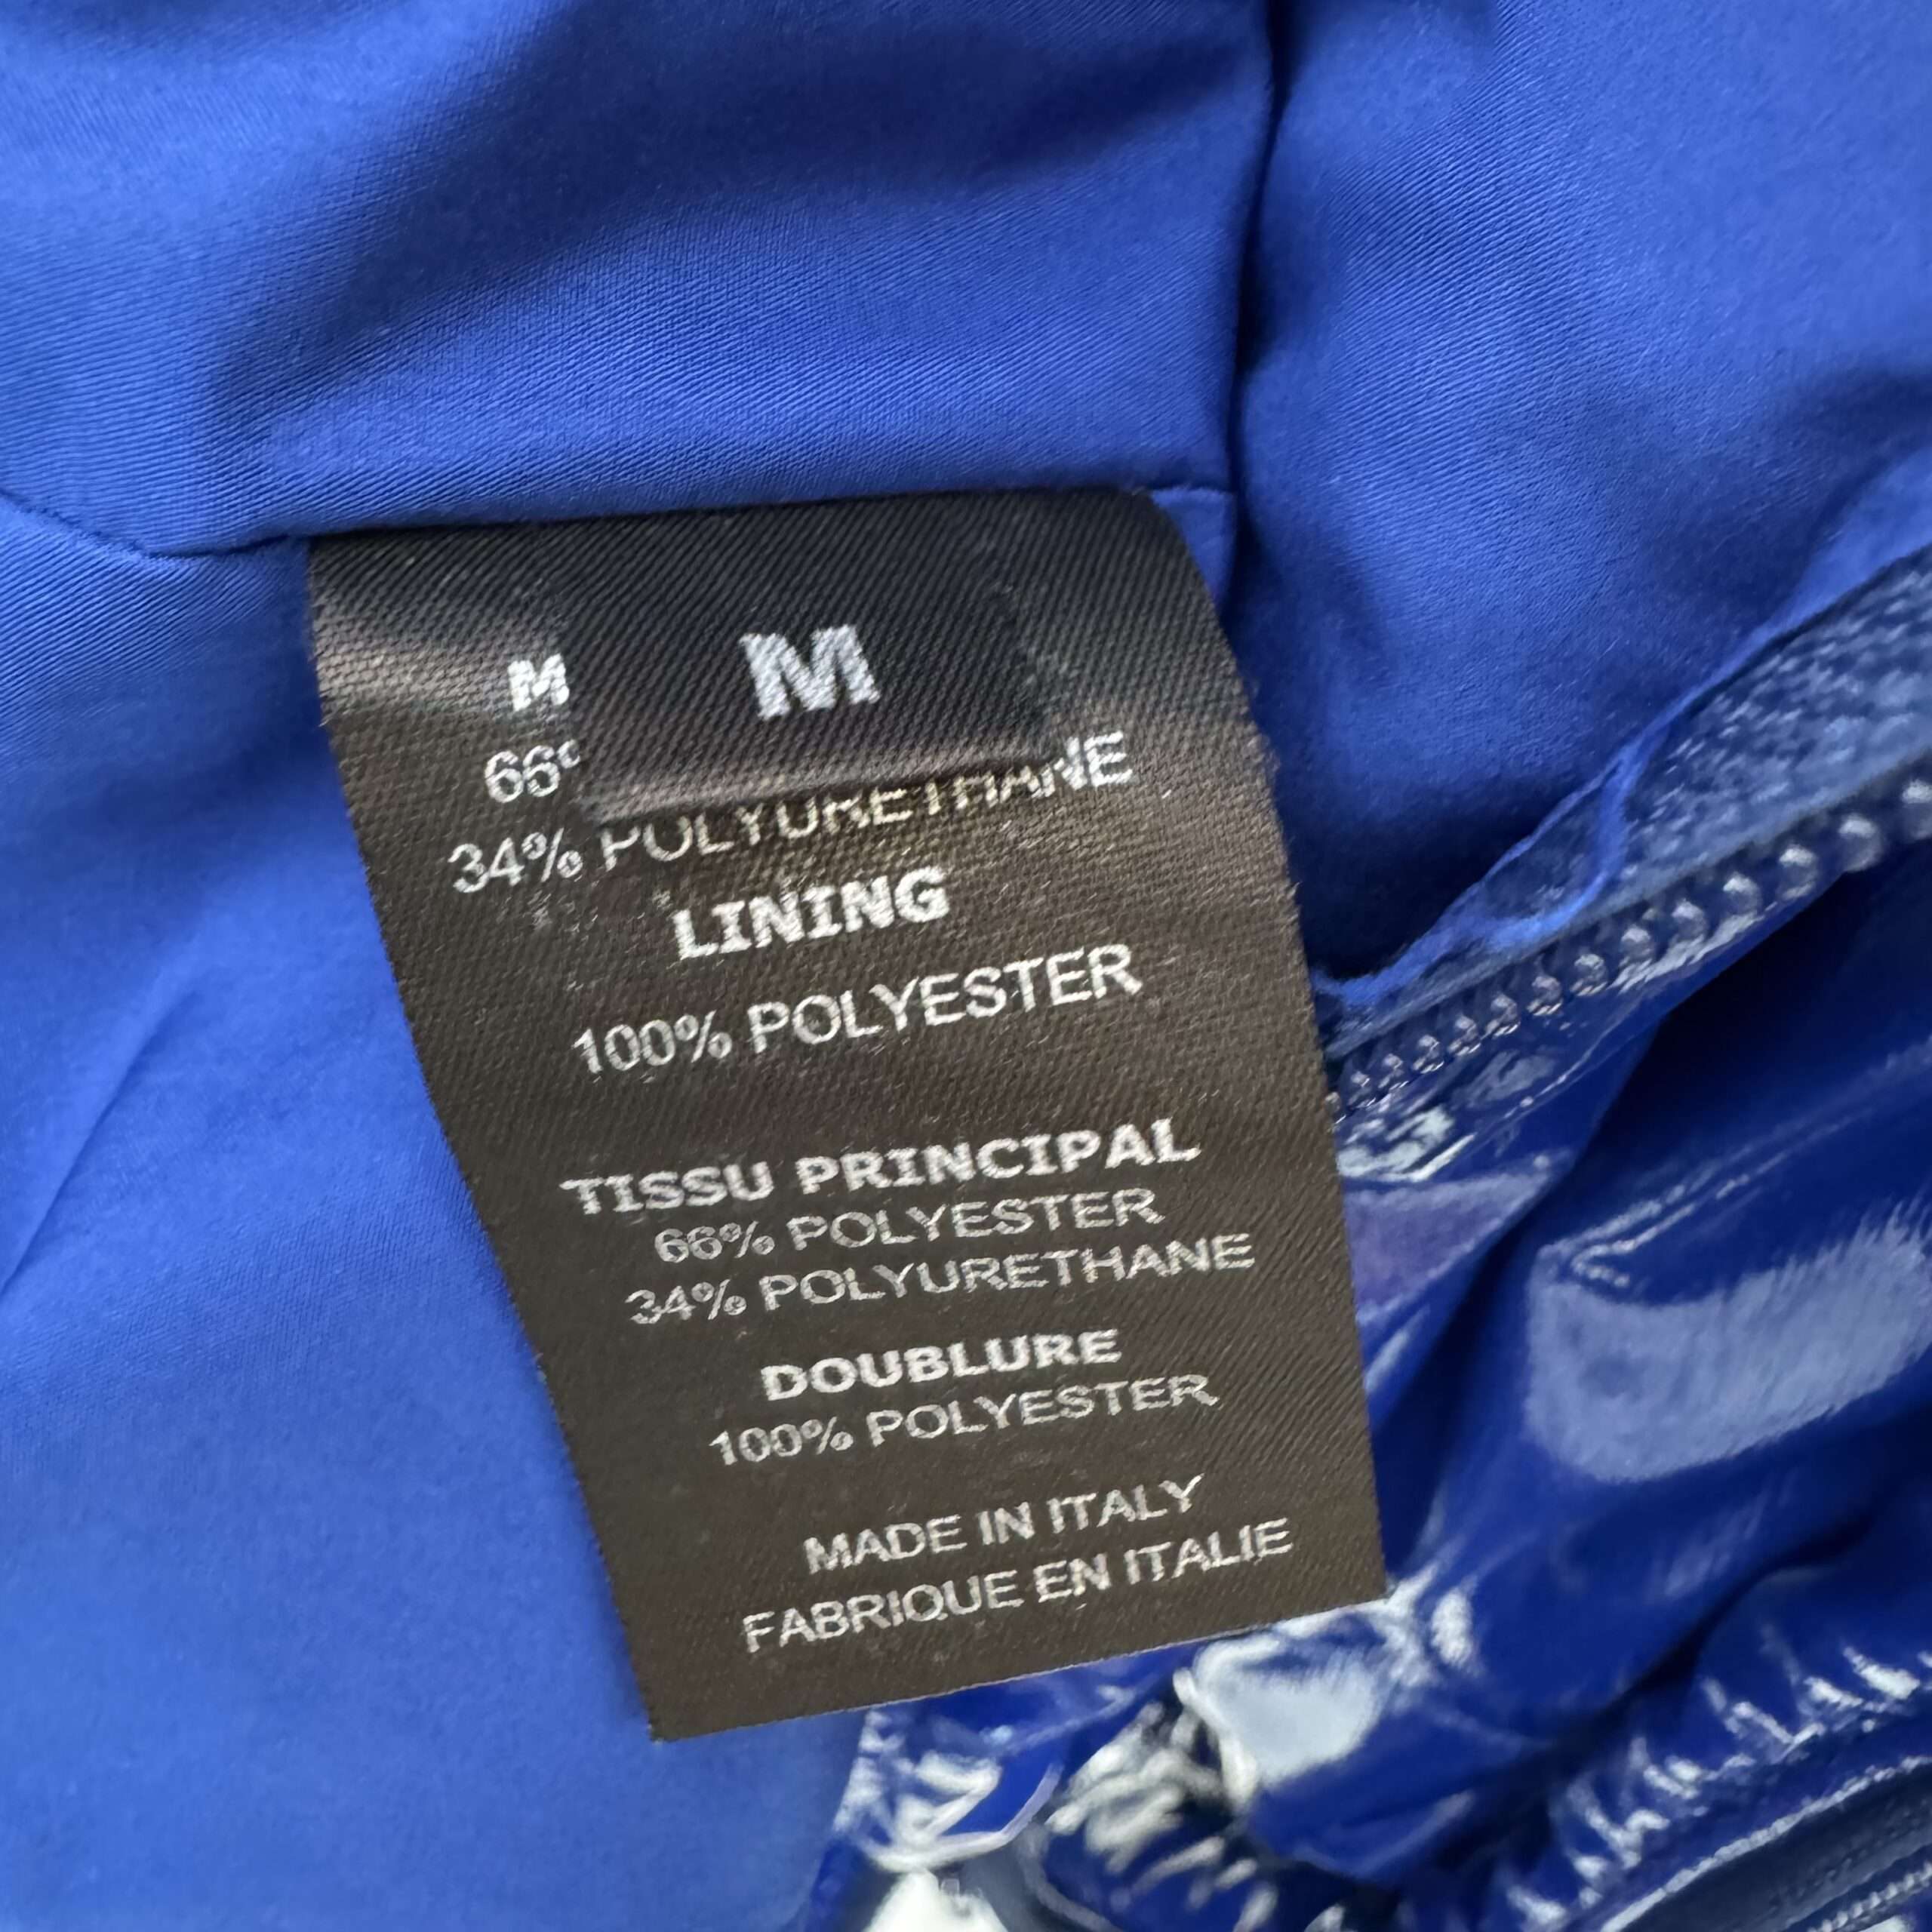 M
34% POLYURETHANE
LINING
100% POLYESTER
TISSU PRINCIPAL
66% POLYESTER
34% POLYURETHANE
DOUBLURE
100% POLYESTER
MADE IN ITALY
FABRIQUE EN ITALIE